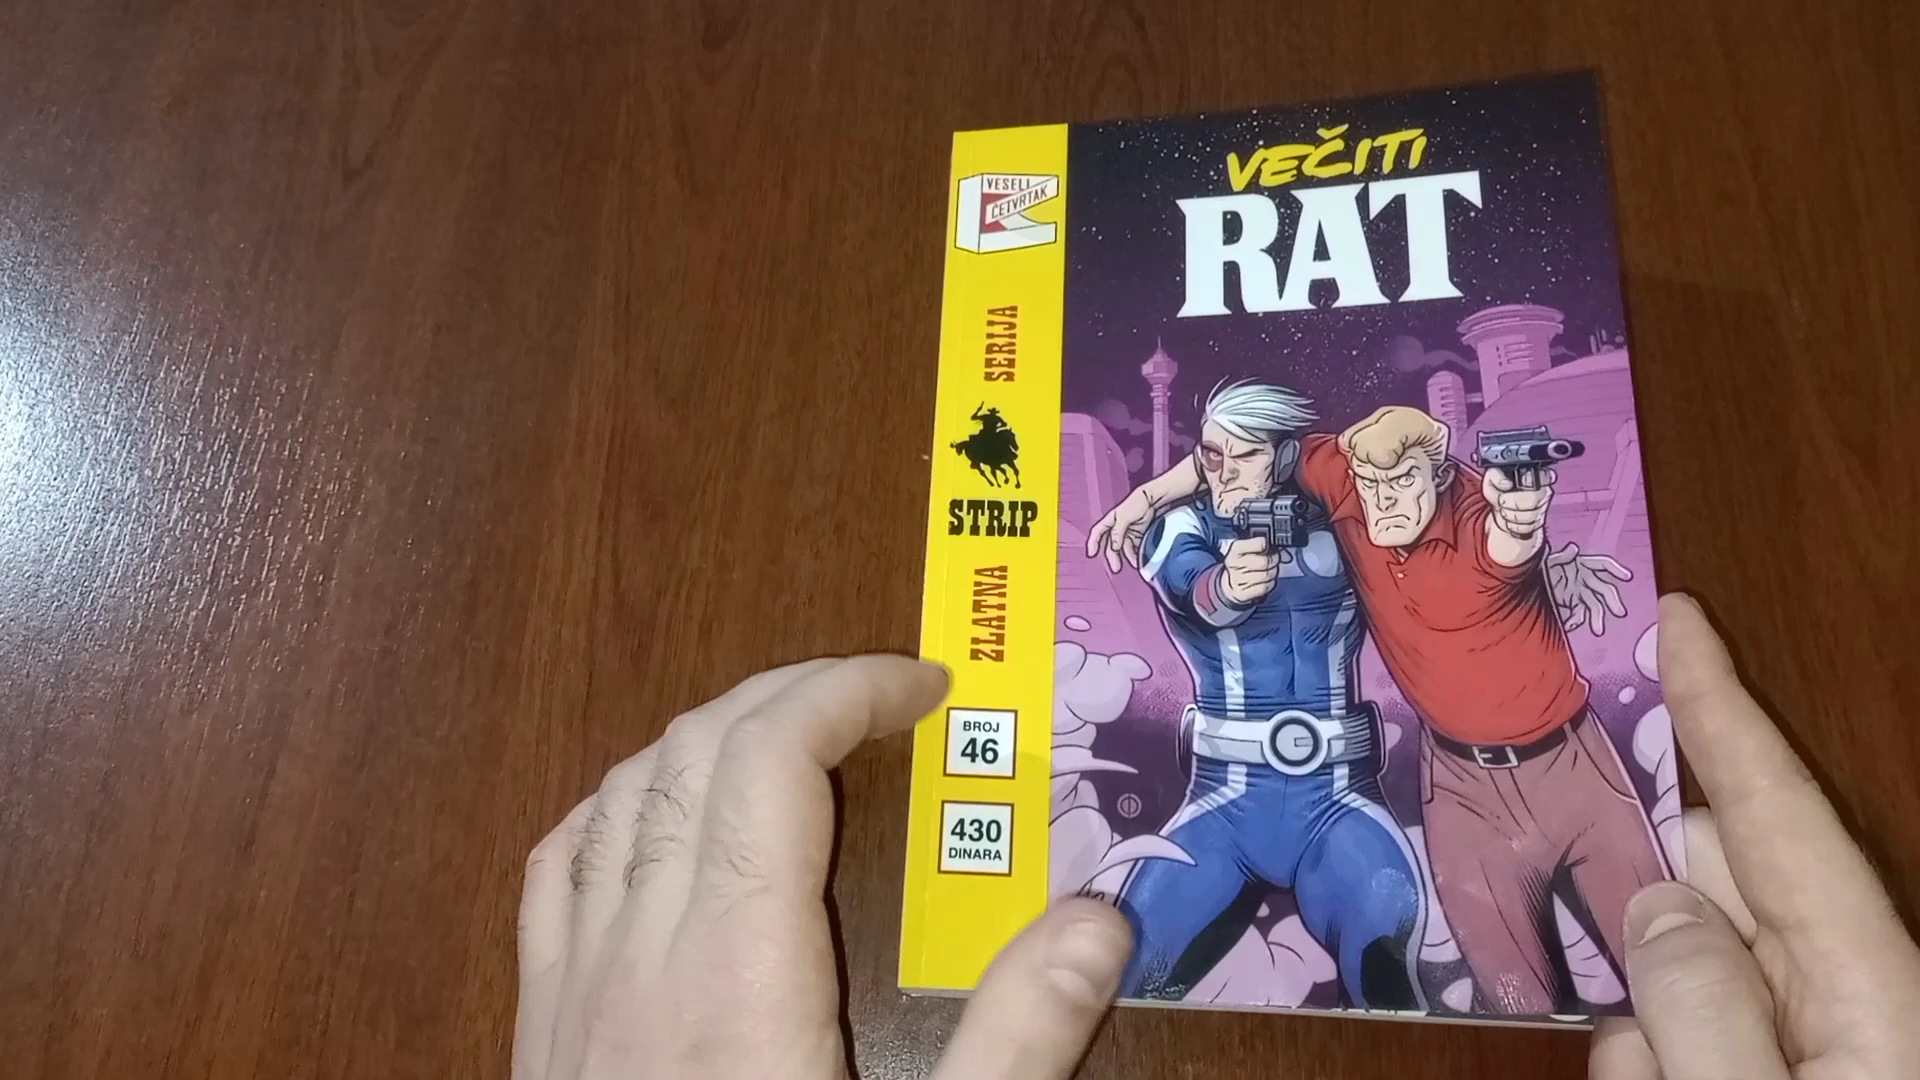 VEČITI
RAT
VESELI
ČETVRTAK
ZLATNA
STRIP
SERIJA
BROJ
46
430
DINARA